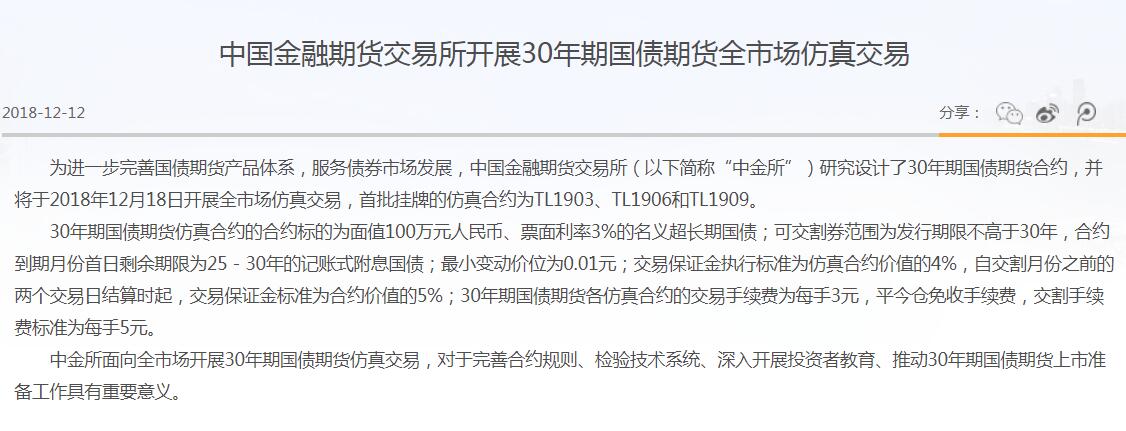 中国金融期货交易所开展30年期国债期货全市场仿真交易
2018-12-12
分享：
为进一步完善国债期货产品体系，服务债券市场发展，中国金融期货交易所（以下简称“中金所”）研究设计了30年期国债期货合约，并
将于2018年12月18日开展全市场仿真交易，首批挂牌的仿真合约为TL1903、TL1906和TL1909。
30年期国债期货仿真合约的合约标的为面值100万元人民币、票面利率3%的名义超长期国债；可交割券范围为发行期限不高于30年，合约
到期月份首日剩余期限为25－30年的记账式附息国债；最小变动价位为0.01元；交易保证金执行标准为仿真合约价值的4%，自交割月份之前的
两个交易日结算时起，交易保证金标准为合约价值的5%；30年期国债期货各仿真合约的交易手续费为每手3元，平今仓免收手续费，交割手续
费标准为每手5元。
中金所面向全市场开展30年期国债期货仿真交易，对于完善合约规则、检验技术系统、深入开展投资者教育、推动30年期国债期货上市准
备工作具有重要意义。